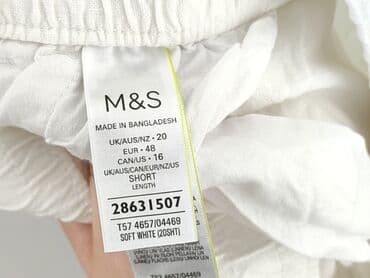 M&S
MADE IN BANGLADESH
UK/AUS/NZ - 20
EUR - 48
CAN/US - 16
UK/AUS/CAN/EUR/NZ/US
SHORT
LENGTH
28631507
T57 4657/04469
SOFT WHITE (ZGSHT)